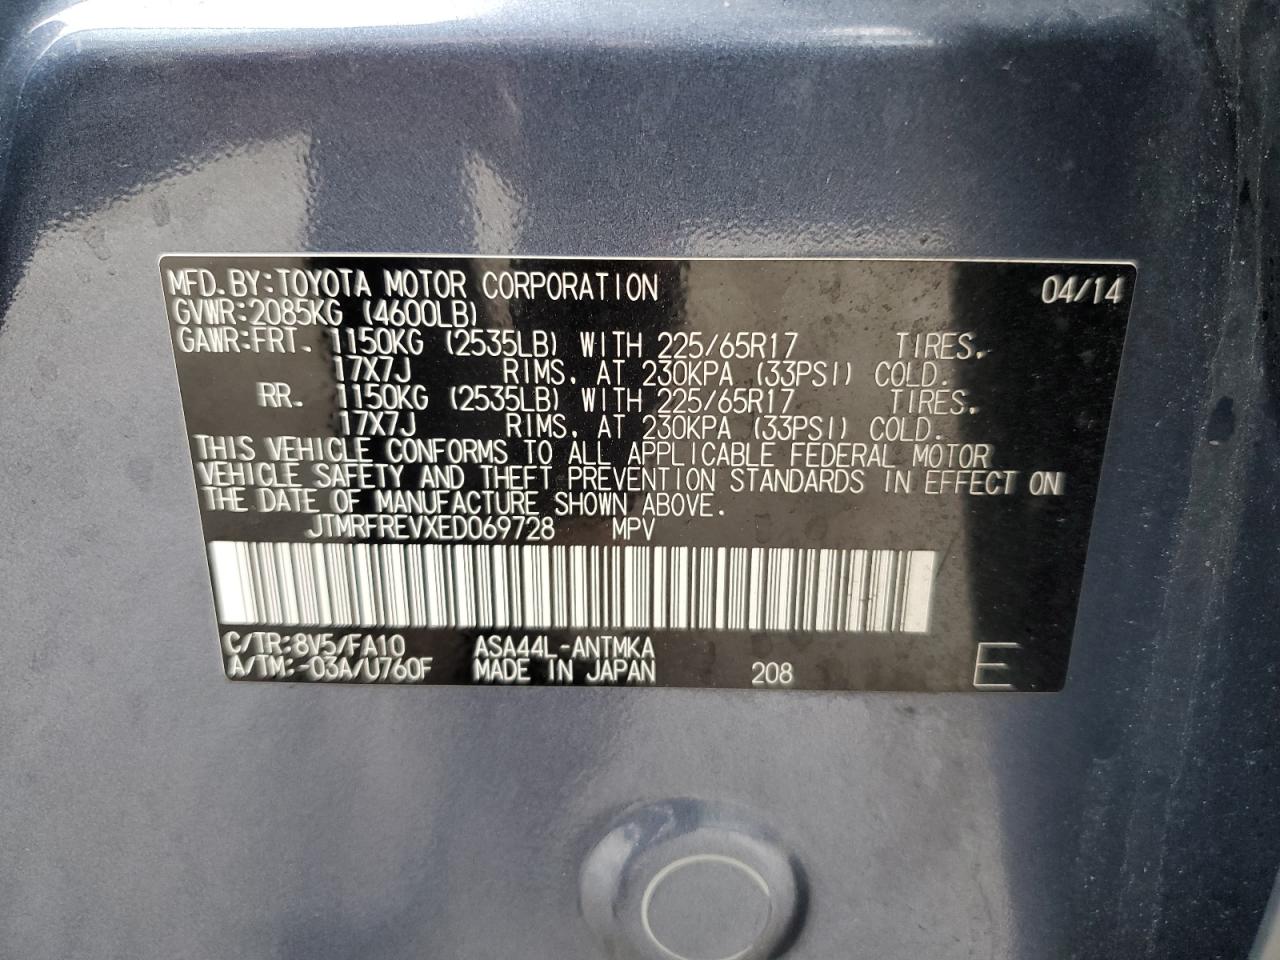 MFD. BY: TOYOTA MOTOR CORPORATION 04/14
GVWR: 2085KG (4600LB)
GAWR: FRT. 1150KG (2535LB) WITH 225/65R17 TIRES.
17X7J RIMS. AT 230KPA (33PSI) COLD.
RR. 1150KG (2535LB) WITH 225/65R17 TIRES.
17X7J RIMS. AT 230KPA (33PSI) COLD.
THIS VEHICLE CONFORMS TO ALL APPLICABLE FEDERAL MOTOR
VEHICLE SAFETY AND THEFT PREVENTION STANDARDS IN EFFECT ON
THE DATE OF MANUFACTURE SHOWN ABOVE.
JTMRFREVXED069728 MPV
C/TR: 8V5/FA10 ASA44L-ANTMKA
A/TM: -03A/U760F MADE IN JAPAN 208 E